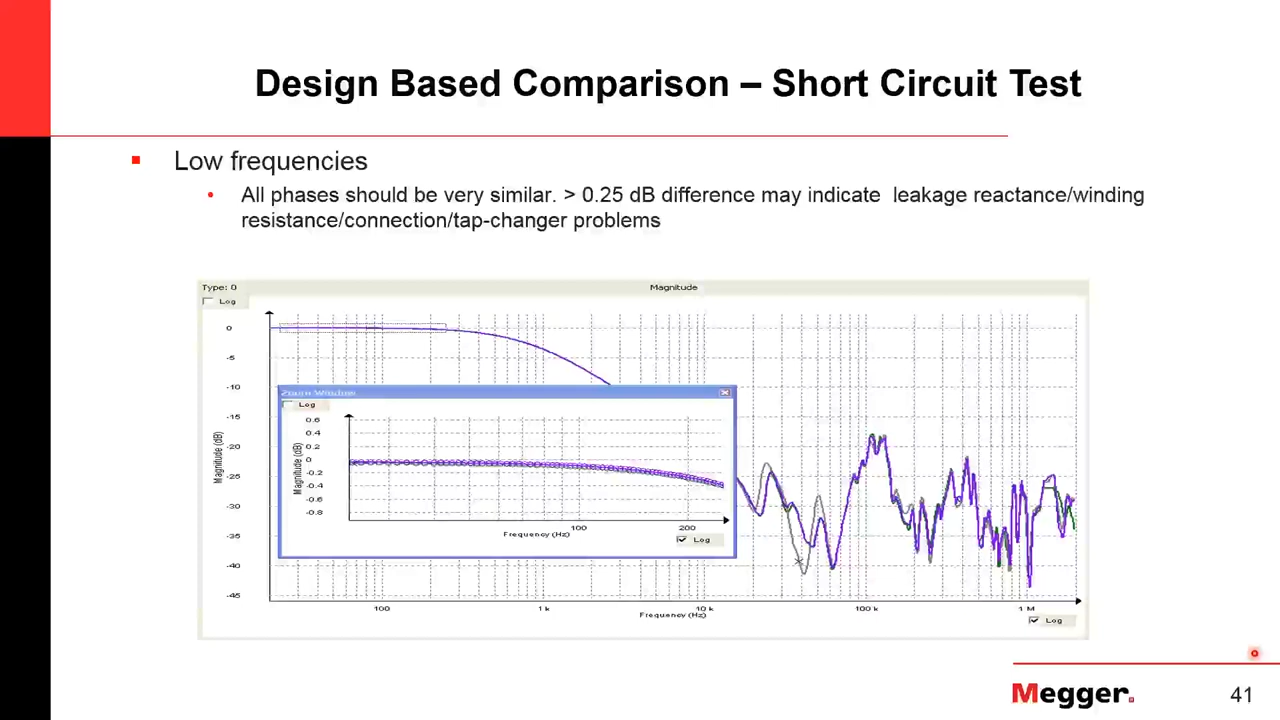 Design Based Comparison – Short Circuit Test
Low frequencies
All phases should be very similar. > 0.25 dB difference may indicate leakage reactance/winding
resistance/connection/tap-changer problems
Type: 0
Magnitude
Log
0
-5
-10
-15
-20
-25
-30
-35
-40
-45
Magnitude (dB)
Zoom Window
Log
0.6
0.4
0.2
0
-0.2
-0.4
-0.6
-0.8
Magnitude (dB)
100
200
Frequency (Hz)
Log
100
1 k
10 k
100 k
1 M
Frequency (Hz)
Log
Megger.
41